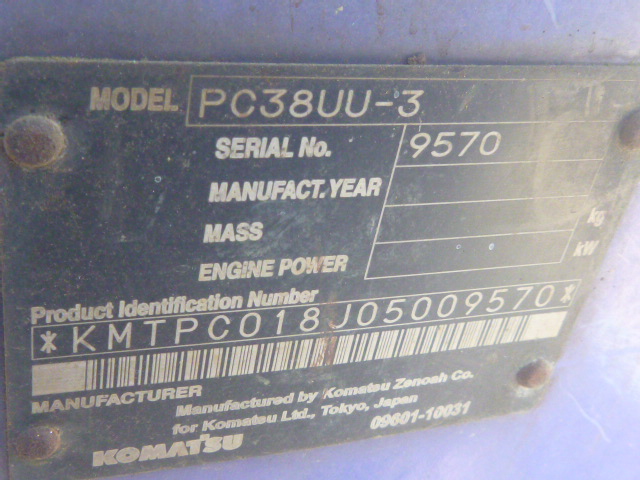 MODEL PC38UU-3
SERIAL No. 9570
MANUFACT.YEAR
MASS kg
ENGINE POWER kW
Product Identification Number
*KMTPC018J05009570*
MANUFACTURER
Manufactured by Komatsu Zenoah Co.
for Komatsu Ltd., Tokyo, Japan
KOMATSU 09601-10031